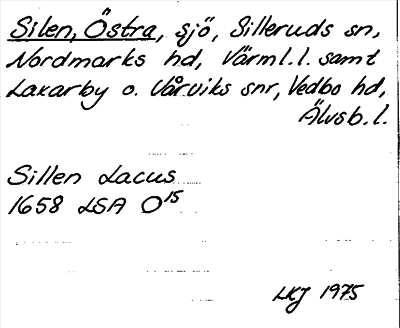 Silen, Östra, sjö, Silleruds sn,
Nordmarks hd, Värml. l. samt
Laxarby o. Vårviks snr, Vedbo hd,
Älvsb. l.
Sillen Lacus
1658 LSA O¹⁵
LKJ 1975